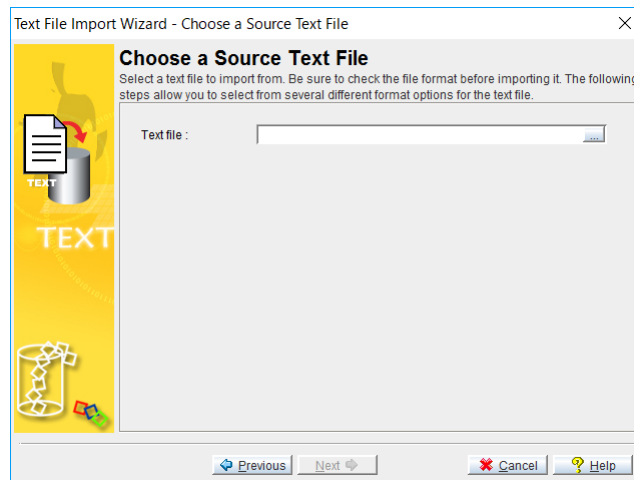 Text File Import Wizard - Choose a Source Text File
Choose a Source Text File
Select a text file to import from. Be sure to check the file format before importing it. The following
steps allow you to select from several different format options for the text file.
TEXT
Text file :
...
TEXT
Previous
Next
Cancel
Help